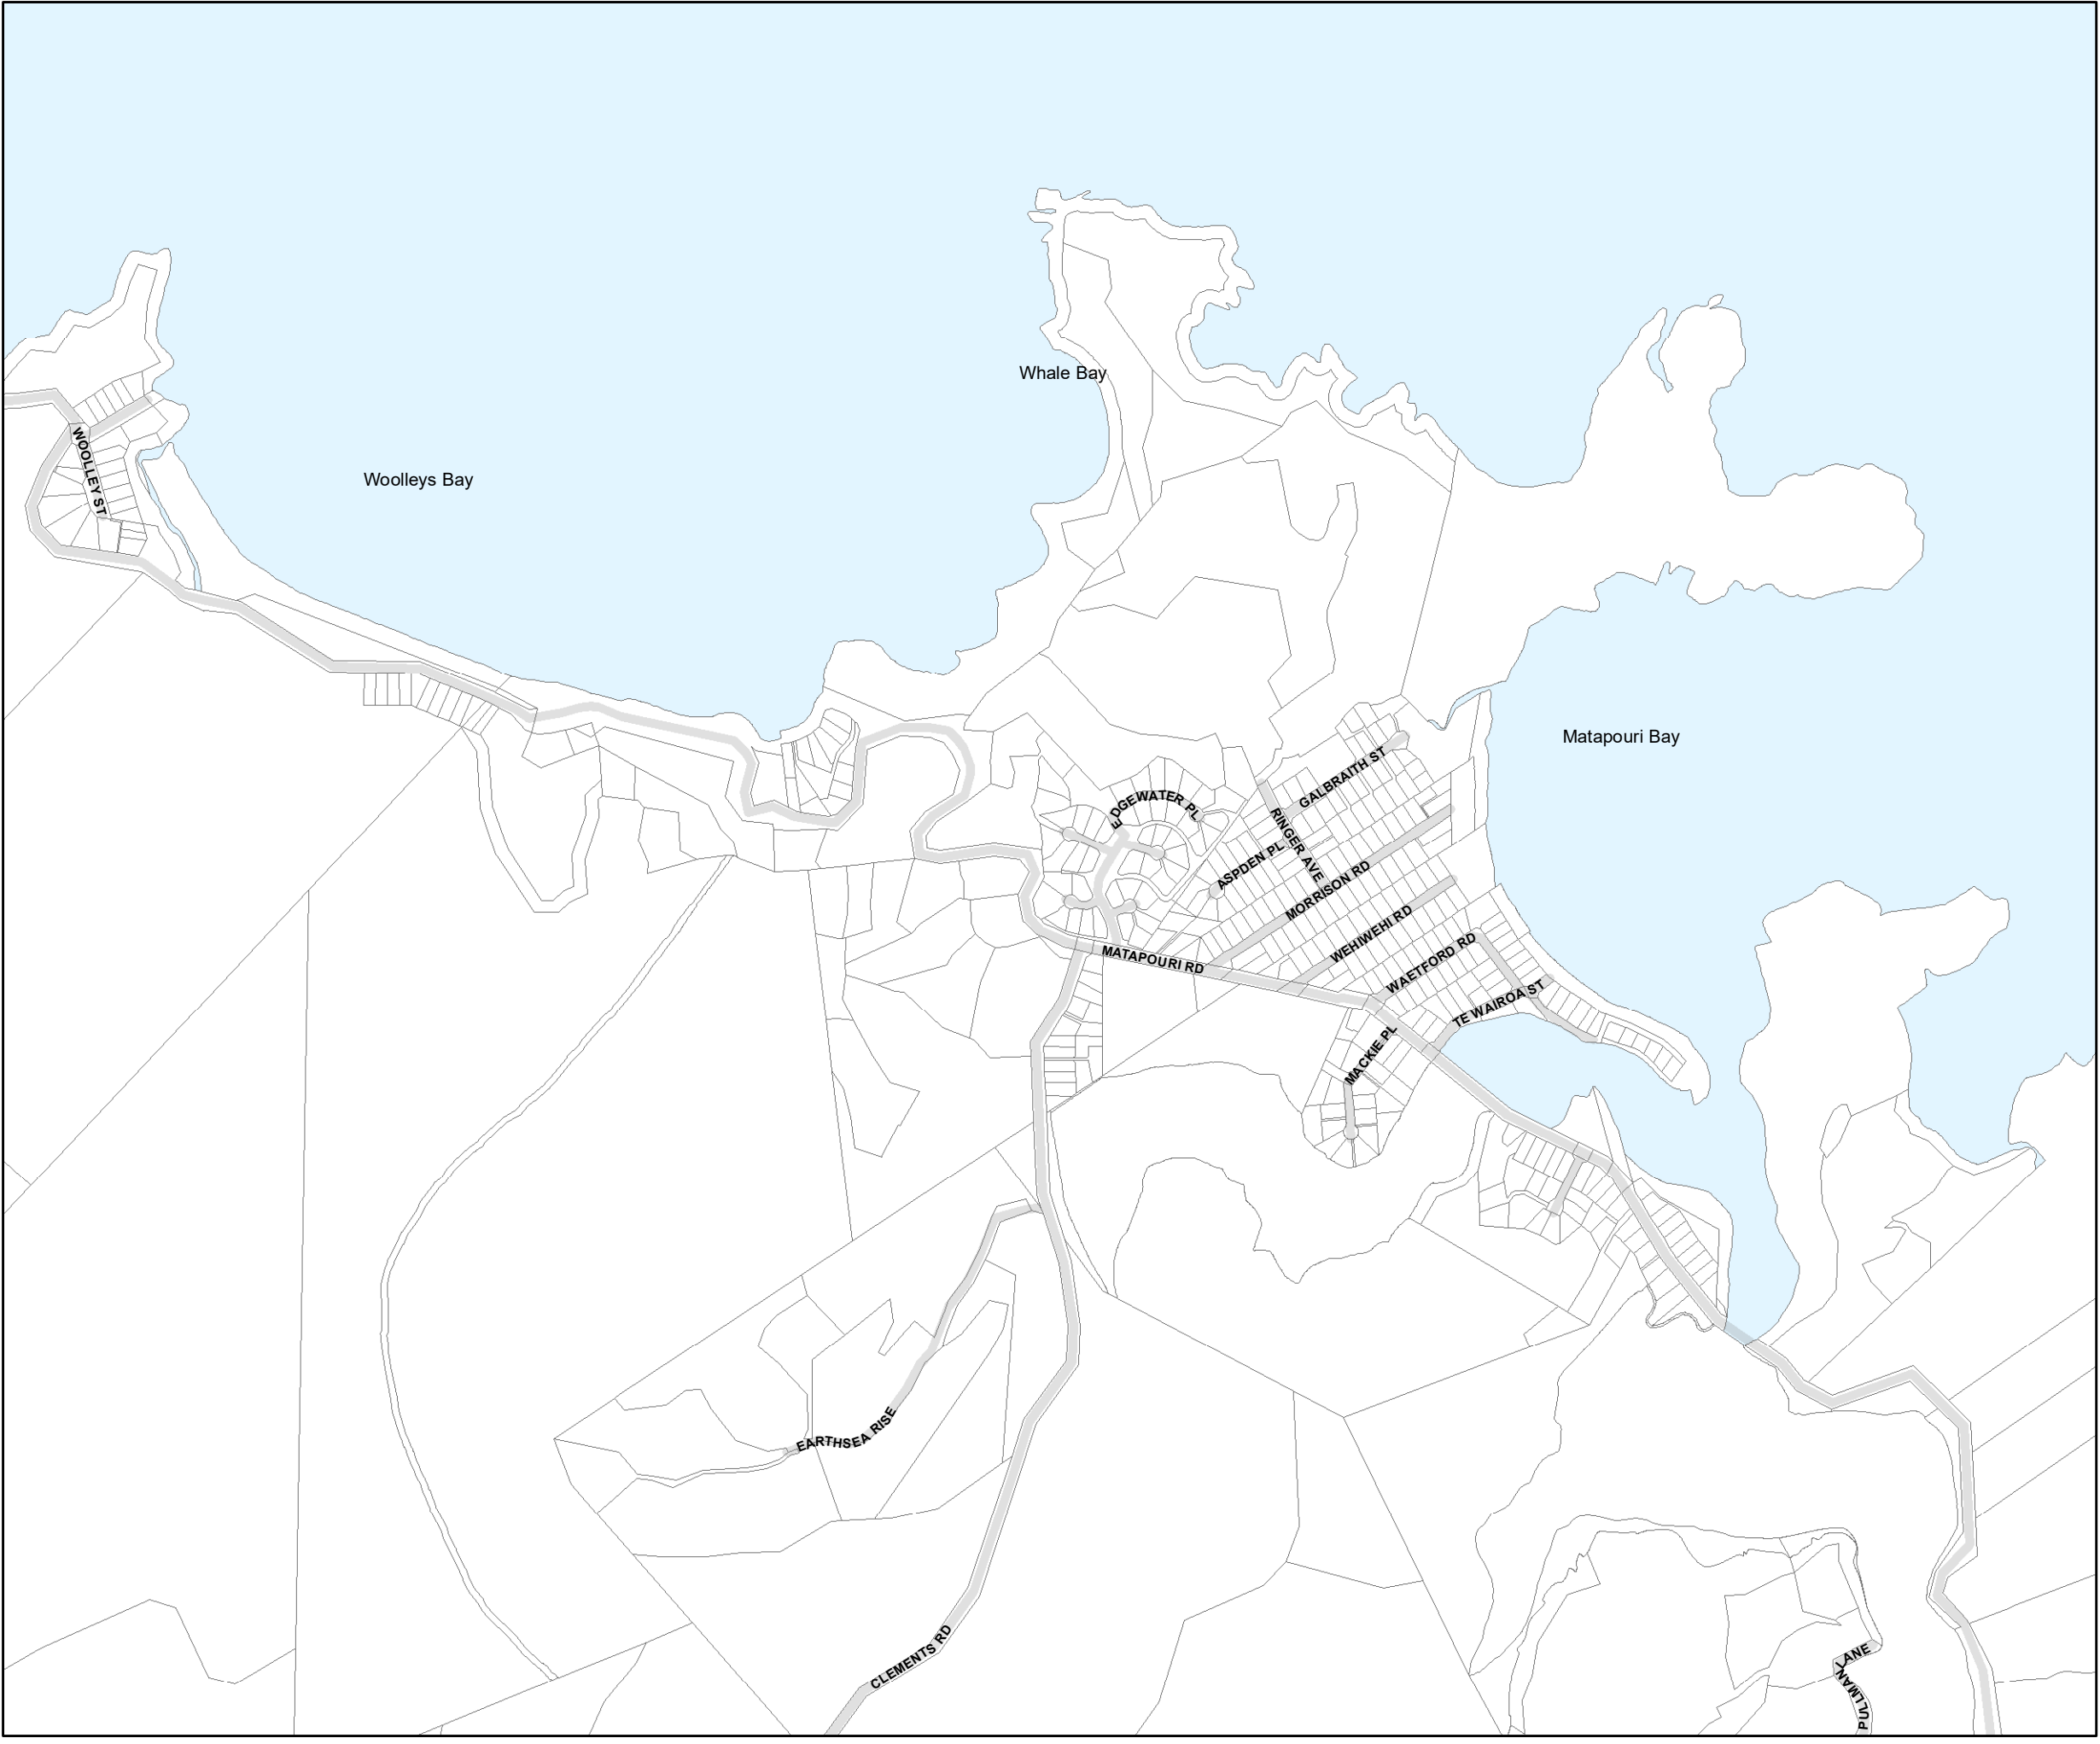 Whale Bay
Woolleys Bay
WOOLLEY ST
Matapouri Bay
GALBRAITH ST
EDGEWATER PL
RINGER AVE
ASPDEN PL
MORRISON RD
WEHIWEHI RD
MATAPOURI RD
WAETFORD RD
TE WAIROA ST
MACKIE PL
EARTHSEA RISE
CLEMENTS RD
PULLMAN LANE